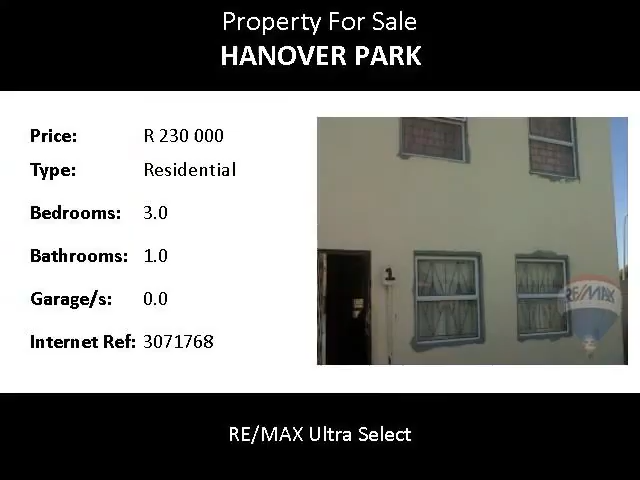 Property For Sale
HANOVER PARK
Price: R 230 000
Type: Residential
Bedrooms: 3.0
Bathrooms: 1.0
Garage/s: 0.0
Internet Ref: 3071768
1
RE/MAX
RE/MAX Ultra Select